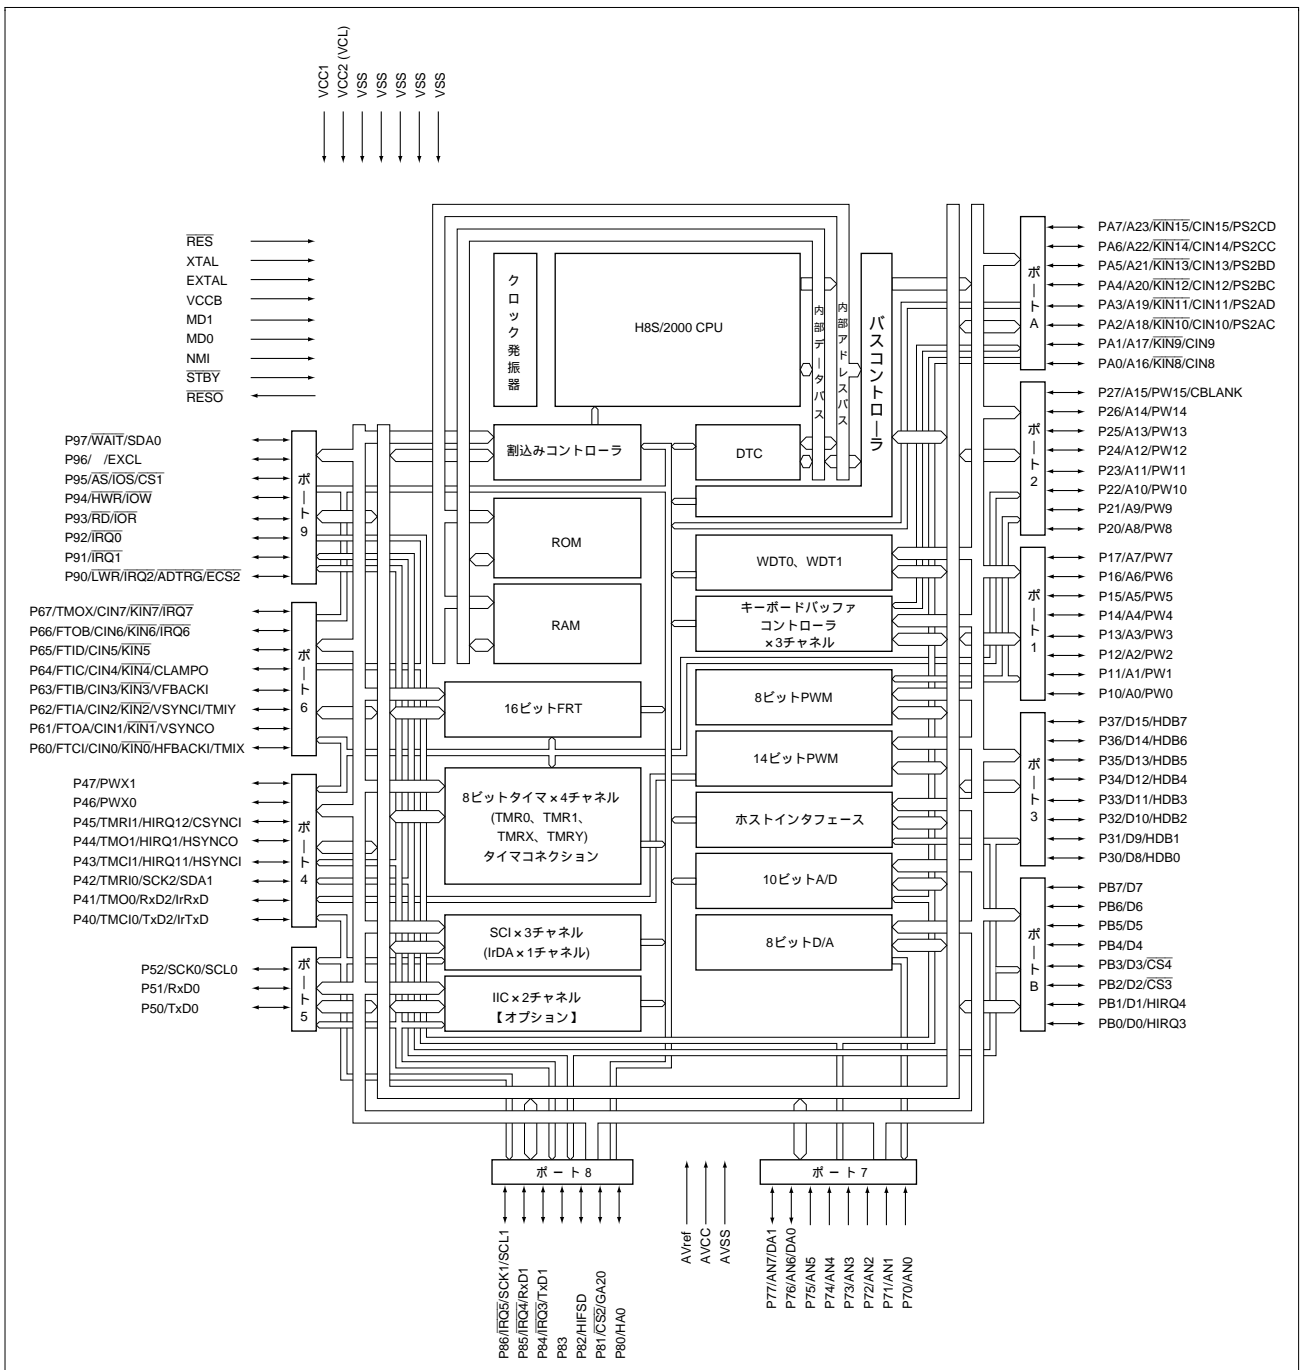 VCC1
VCC2 (VCL)
VSS
VSS
VSS
VSS
VSS
RES
XTAL
EXTAL
VCCB
MD1
MD0
NMI
STBY
RESO
P97/WAIT/SDA0
P96/ /EXCL
P95/AS/IOS/CS1
P94/HWR/IOW
P93/RD/IOR
P92/IRQ0
P91/IRQ1
P90/LWR/IRQ2/ADTRG/ECS2
ポート9
P67/TMOX/CIN7/KIN7/IRQ7
P66/FTOB/CIN6/KIN6/IRQ6
P65/FTID/CIN5/KIN5
P64/FTIC/CIN4/KIN4/CLAMPO
P63/FTIB/CIN3/KIN3/VFBACKI
P62/FTIA/CIN2/KIN2/VSYNCI/TMIY
P61/FTOA/CIN1/KIN1/VSYNCO
P60/FTCI/CIN0/KIN0/HFBACKI/TMIX
ポート6
P47/PWX1
P46/PWX0
P45/TMRI1/HIRQ12/CSYNCI
P44/TMO1/HIRQ1/HSYNCO
P43/TMCI1/HIRQ11/HSYNCI
P42/TMRI0/SCK2/SDA1
P41/TMO0/RxD2/IrRxD
P40/TMCI0/TxD2/IrTxD
ポート4
P52/SCK0/SCL0
P51/RxD0
P50/TxD0
ポート5
クロック発振器
H8S/2000 CPU
内部データバス
内部アドレスバス
バスコントローラ
割込みコントローラ
DTC
ROM
RAM
WDT0、WDT1
キーボードバッファ
コントローラ
×3チャネル
16ビットFRT
8ビットPWM
14ビットPWM
8ビットタイマ×4チャネル
(TMR0、TMR1、
TMRX、TMRY)
タイマコネクション
ホストインタフェース
10ビットA/D
SCI×3チャネル
(IrDA×1チャネル)
8ビットD/A
IIC×2チャネル
【オプション】
ポートA
PA7/A23/KIN15/CIN15/PS2CD
PA6/A22/KIN14/CIN14/PS2CC
PA5/A21/KIN13/CIN13/PS2BD
PA4/A20/KIN12/CIN12/PS2BC
PA3/A19/KIN11/CIN11/PS2AD
PA2/A18/KIN10/CIN10/PS2AC
PA1/A17/KIN9/CIN9
PA0/A16/KIN8/CIN8
ポート2
P27/A15/PW15/CBLANK
P26/A14/PW14
P25/A13/PW13
P24/A12/PW12
P23/A11/PW11
P22/A10/PW10
P21/A9/PW9
P20/A8/PW8
ポート1
P17/A7/PW7
P16/A6/PW6
P15/A5/PW5
P14/A4/PW4
P13/A3/PW3
P12/A2/PW2
P11/A1/PW1
P10/A0/PW0
ポート3
P37/D15/HDB7
P36/D14/HDB6
P35/D13/HDB5
P34/D12/HDB4
P33/D11/HDB3
P32/D10/HDB2
P31/D9/HDB1
P30/D8/HDB0
ポートB
PB7/D7
PB6/D6
PB5/D5
PB4/D4
PB3/D3/CS4
PB2/D2/CS3
PB1/D1/HIRQ4
PB0/D0/HIRQ3
ポート8
P86/IRQ5/SCK1/SCL1
P85/IRQ4/RxD1
P84/IRQ3/TxD1
P83
P82/HIFSD
P81/CS2/GA20
P80/HA0
AVref
AVCC
AVSS
ポート7
P77/AN7/DA1
P76/AN6/DA0
P75/AN5
P74/AN4
P73/AN3
P72/AN2
P71/AN1
P70/AN0